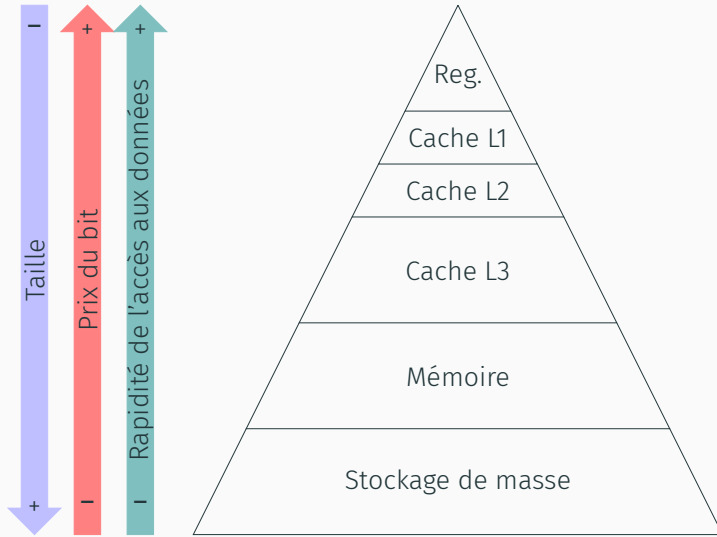 −
+
+
Taille
Prix du bit
Rapidité de l'accès aux données
+
−
−
Reg.
Cache L1
Cache L2
Cache L3
Mémoire
Stockage de masse